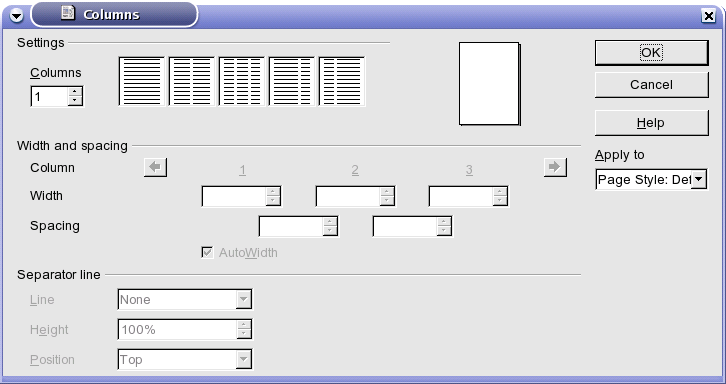 Columns
Settings
Columns
1
OK
Cancel
Help
Apply to
Page Style: Def
Width and spacing
Column 1 2 3
Width
Spacing
AutoWidth
Separator line
Line None
Height 100%
Position Top